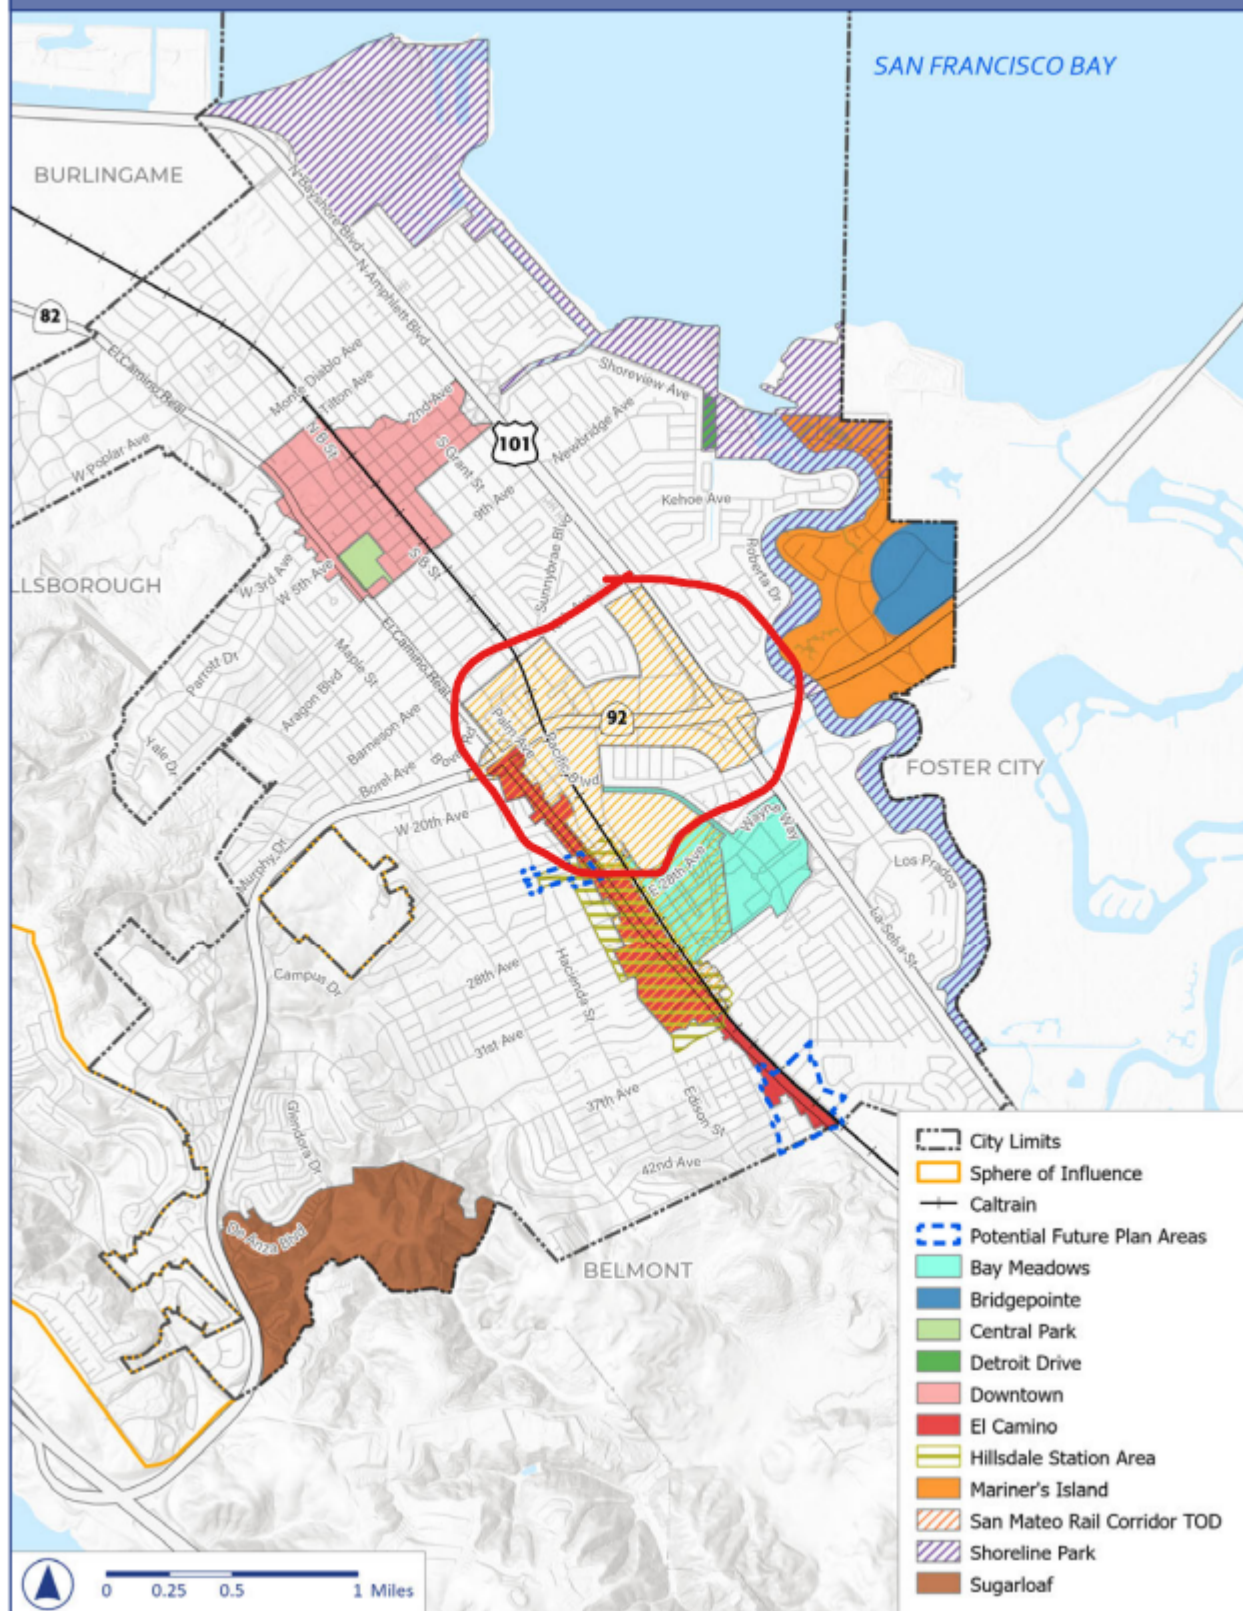 SAN FRANCISCO BAY
BURLINGAME
N Bayshore Blvd
N Amphlett Blvd
82
El Camino Real
Monte Diablo Ave
Tilton Ave
2nd Ave
N B St
S Grant St
101
Shoreview Ave
Newbridge Ave
W Poplar Ave
9th Ave
Kehoe Ave
S B St
Sunnybrae Blvd
Roberta Dr
LLSBOROUGH
W 3rd Ave
W 5th Ave
El Camino Real
Maple St
Parrott Dr
Aragon Blvd
Barneson Ave
Palm Ave
92
Yale Dr
Borel Ave
Bovet Rd
Pacific Blvd
FOSTER CITY
W 20th Ave
Wayne Way
Murphy Dr
E 28th Ave
Los Prados
La Selva St
Campus Dr
28th Ave
Hacienda St
31st Ave
37th Ave
Edison St
Glendora Dr
42nd Ave
De Anza Blvd
BELMONT
City Limits
Sphere of Influence
Caltrain
Potential Future Plan Areas
Bay Meadows
Bridgepointe
Central Park
Detroit Drive
Downtown
El Camino
Hillsdale Station Area
Mariner's Island
San Mateo Rail Corridor TOD
Shoreline Park
Sugarloaf
0 0.25 0.5 1 Miles